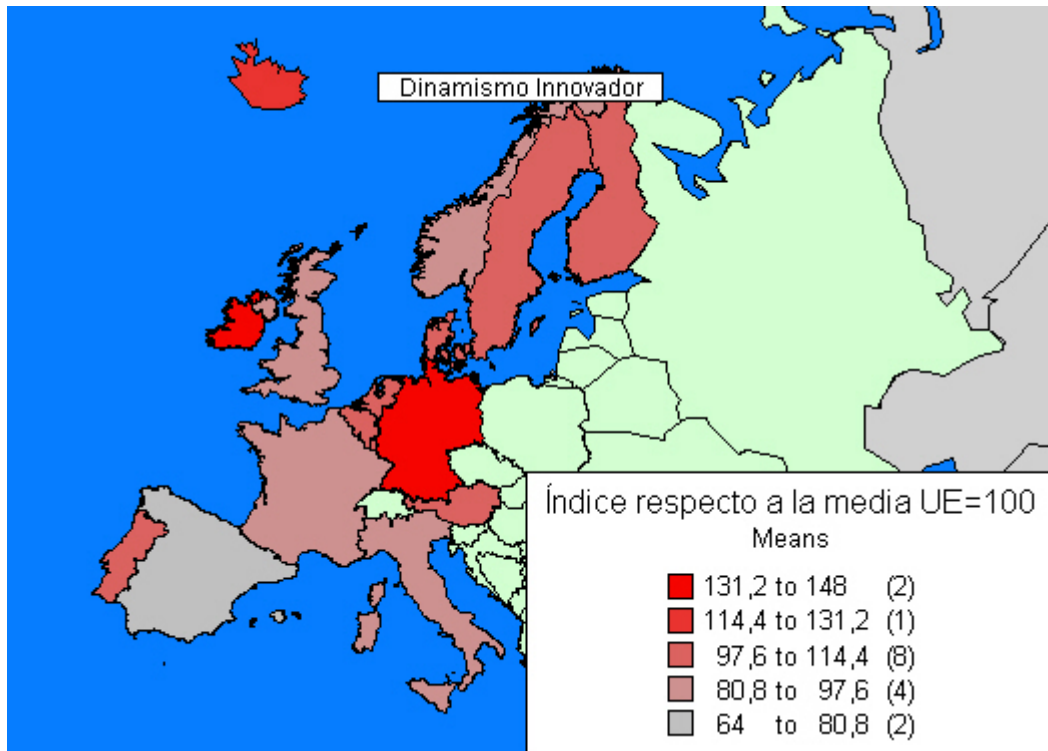 Dinamismo Innovador
Índice respecto a la media UE=100
Means
131,2 to 148 (2)
114,4 to 131,2 (1)
97,6 to 114,4 (8)
80,8 to 97,6 (4)
64 to 80,8 (2)